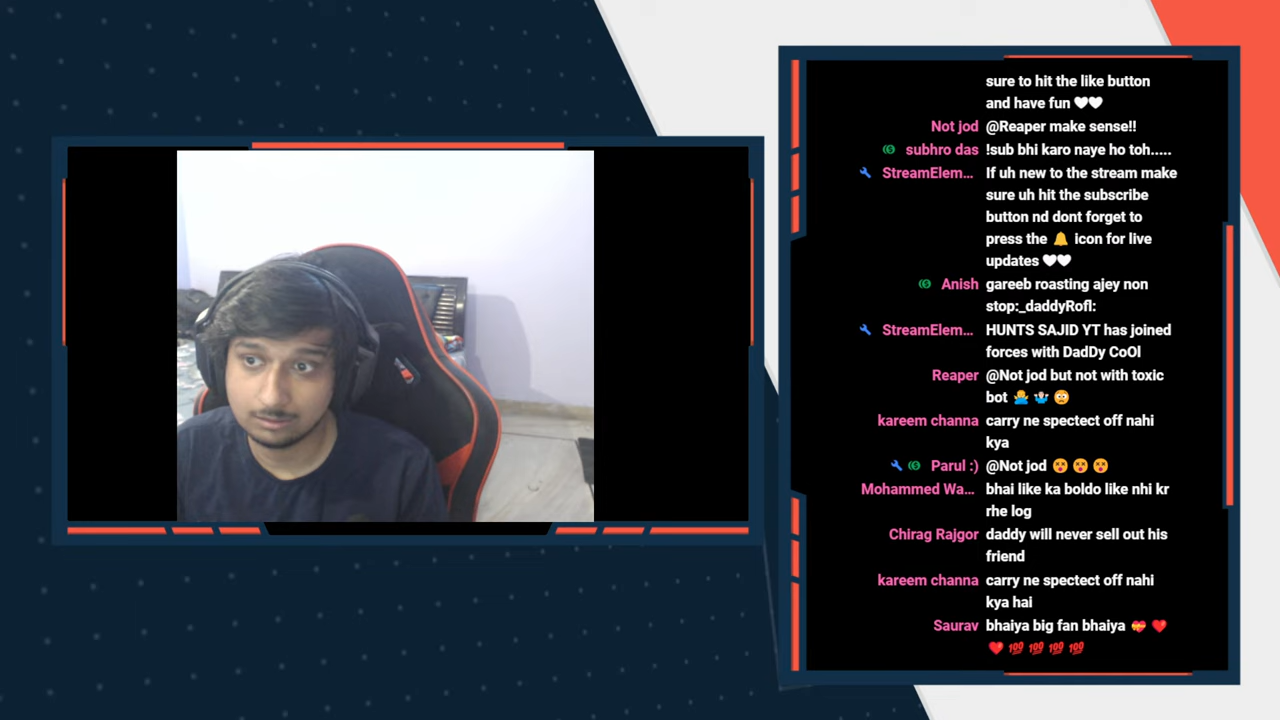 sure to hit the like button
and have fun 🤍🤍
Not jod @Reaper make sense!!
subhro das !sub bhi karo naye ho toh.....
StreamElem... If uh new to the stream make
sure uh hit the subscribe
button nd dont forget to
press the 🔔 icon for live
updates 🤍🤍
Anish gareeb roasting ajey non
stop:_daddyRofl:
StreamElem... HUNTS SAJID YT has joined
forces with DadDy CoOl
Reaper @Not jod but not with toxic
bot 🙅‍♂️ 🤷‍♂️ 😳
kareem channa carry ne spectect off nahi
kya
Parul :) @Not jod 😵 😵 😵
Mohammed Wa... bhai like ka boldo like nhi kr
rhe log
Chirag Rajgor daddy will never sell out his
friend
kareem channa carry ne spectect off nahi
kya hai
Saurav bhaiya big fan bhaiya 💝 ❤️
❤️ 💯 💯 💯 💯